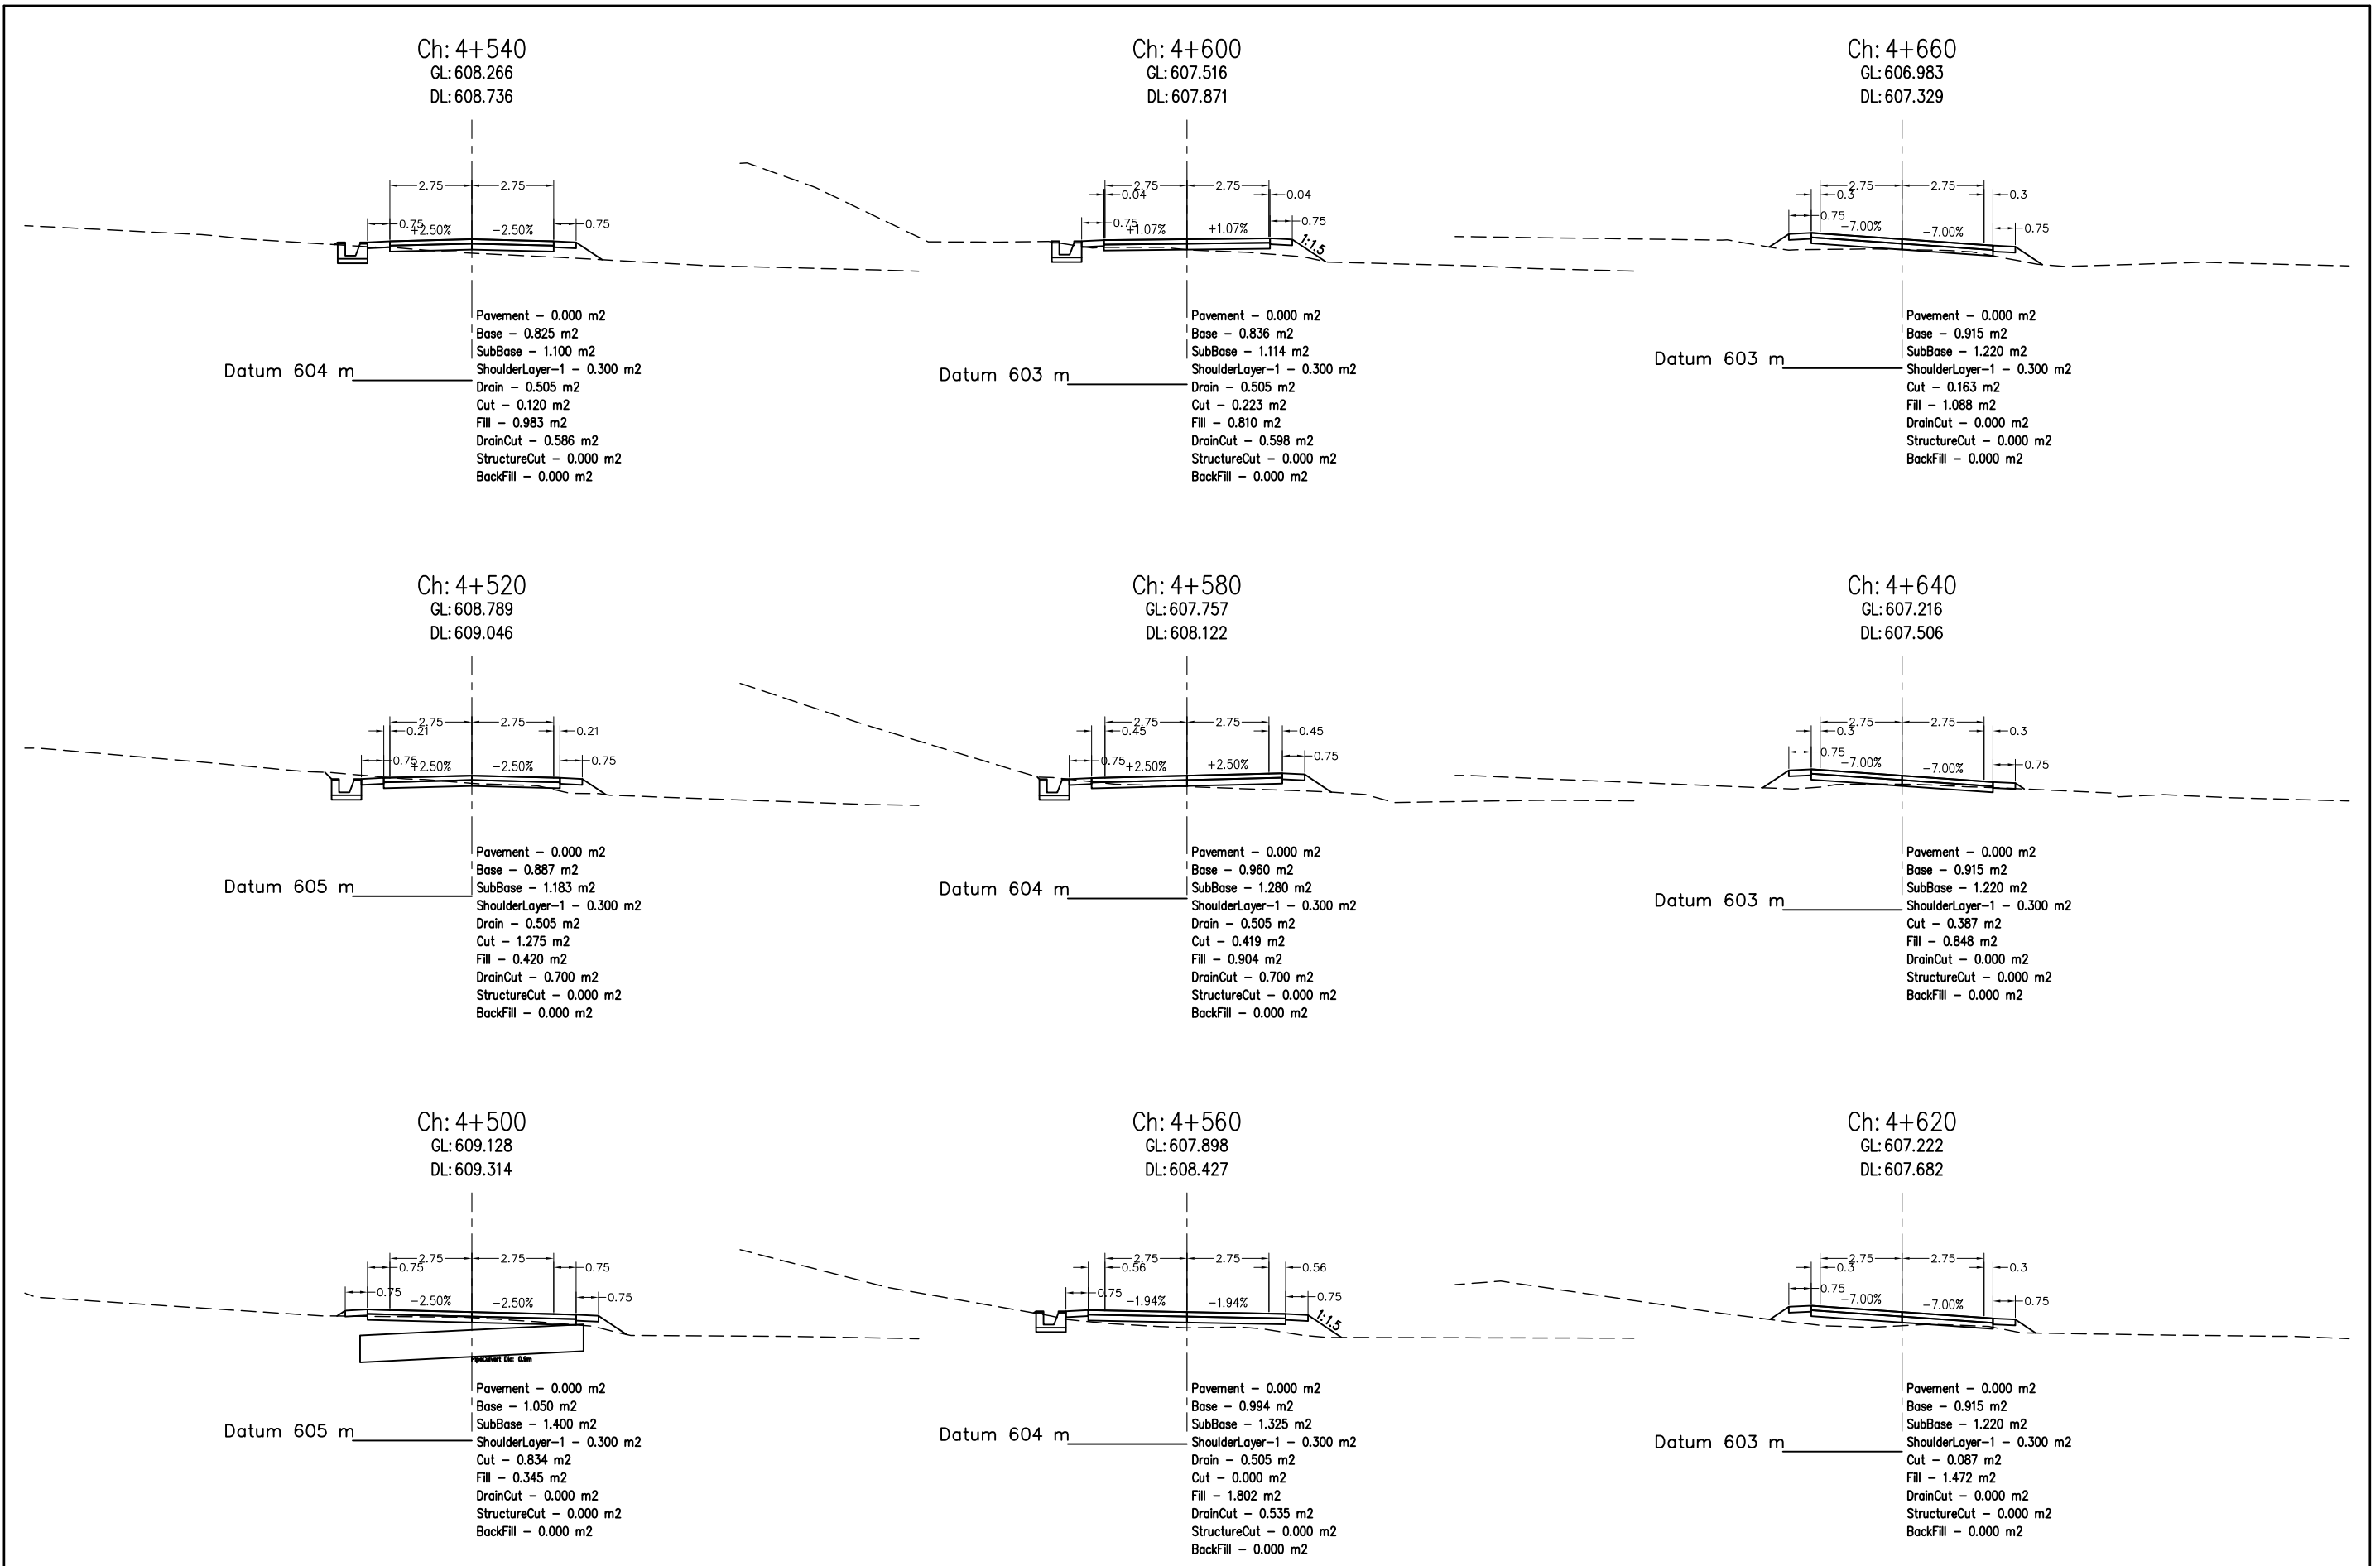 Ch: 4+540
GL: 608.266
DL: 608.736
2.75 2.75
0.75 +2.50% -2.50% 0.75
Datum 604 m
Pavement - 0.000 m2
Base - 0.825 m2
SubBase - 1.100 m2
ShoulderLayer-1 - 0.300 m2
Drain - 0.505 m2
Cut - 0.120 m2
Fill - 0.983 m2
DrainCut - 0.586 m2
StructureCut - 0.000 m2
BackFill - 0.000 m2
Ch: 4+600
GL: 607.516
DL: 607.871
2.75 2.75
0.04 0.04
0.75 +1.07% +1.07% 0.75
1:1.5
Datum 603 m
Pavement - 0.000 m2
Base - 0.836 m2
SubBase - 1.114 m2
ShoulderLayer-1 - 0.300 m2
Drain - 0.505 m2
Cut - 0.223 m2
Fill - 0.810 m2
DrainCut - 0.598 m2
StructureCut - 0.000 m2
BackFill - 0.000 m2
Ch: 4+660
GL: 606.983
DL: 607.329
2.75 2.75
0.3 0.3
0.75 -7.00% -7.00% 0.75
Datum 603 m
Pavement - 0.000 m2
Base - 0.915 m2
SubBase - 1.220 m2
ShoulderLayer-1 - 0.300 m2
Cut - 0.163 m2
Fill - 1.088 m2
DrainCut - 0.000 m2
StructureCut - 0.000 m2
BackFill - 0.000 m2
Ch: 4+520
GL: 608.789
DL: 609.046
2.75 2.75
0.21 0.21
0.75 +2.50% -2.50% 0.75
Datum 605 m
Pavement - 0.000 m2
Base - 0.887 m2
SubBase - 1.183 m2
ShoulderLayer-1 - 0.300 m2
Drain - 0.505 m2
Cut - 1.275 m2
Fill - 0.420 m2
DrainCut - 0.700 m2
StructureCut - 0.000 m2
BackFill - 0.000 m2
Ch: 4+580
GL: 607.757
DL: 608.122
2.75 2.75
0.45 0.45
0.75 +2.50% +2.50% 0.75
Datum 604 m
Pavement - 0.000 m2
Base - 0.960 m2
SubBase - 1.280 m2
ShoulderLayer-1 - 0.300 m2
Drain - 0.505 m2
Cut - 0.419 m2
Fill - 0.904 m2
DrainCut - 0.700 m2
StructureCut - 0.000 m2
BackFill - 0.000 m2
Ch: 4+640
GL: 607.216
DL: 607.506
2.75 2.75
0.3 0.3
0.75 -7.00% -7.00% 0.75
Datum 603 m
Pavement - 0.000 m2
Base - 0.915 m2
SubBase - 1.220 m2
ShoulderLayer-1 - 0.300 m2
Cut - 0.387 m2
Fill - 0.848 m2
DrainCut - 0.000 m2
StructureCut - 0.000 m2
BackFill - 0.000 m2
Ch: 4+500
GL: 609.128
DL: 609.314
2.75 2.75
0.75 0.75
0.75 -2.50% -2.50% 0.75
PipeCulvert Dia: 0.9m
Datum 605 m
Pavement - 0.000 m2
Base - 1.050 m2
SubBase - 1.400 m2
ShoulderLayer-1 - 0.300 m2
Cut - 0.834 m2
Fill - 0.345 m2
DrainCut - 0.000 m2
StructureCut - 0.000 m2
BackFill - 0.000 m2
Ch: 4+560
GL: 607.898
DL: 608.427
2.75 2.75
0.56 0.56
0.75 -1.94% -1.94% 0.75
1:1.5
Datum 604 m
Pavement - 0.000 m2
Base - 0.994 m2
SubBase - 1.325 m2
ShoulderLayer-1 - 0.300 m2
Drain - 0.505 m2
Cut - 0.000 m2
Fill - 1.802 m2
DrainCut - 0.535 m2
StructureCut - 0.000 m2
BackFill - 0.000 m2
Ch: 4+620
GL: 607.222
DL: 607.682
2.75 2.75
0.3 0.3
0.75 -7.00% -7.00% 0.75
Datum 603 m
Pavement - 0.000 m2
Base - 0.915 m2
SubBase - 1.220 m2
ShoulderLayer-1 - 0.300 m2
Cut - 0.087 m2
Fill - 1.472 m2
DrainCut - 0.000 m2
StructureCut - 0.000 m2
BackFill - 0.000 m2